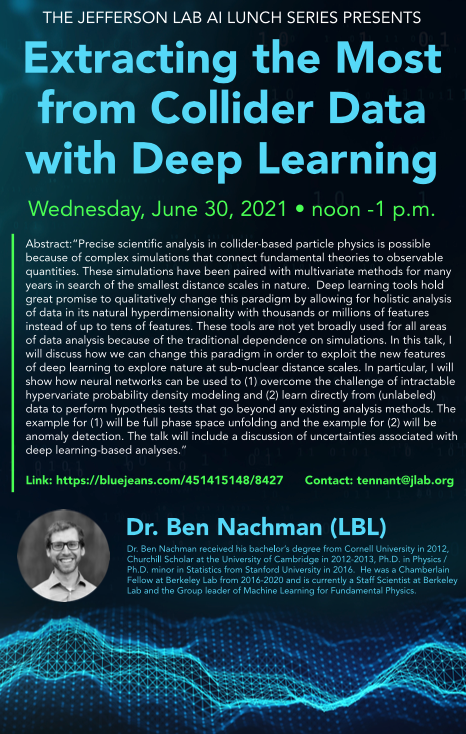 THE JEFFERSON LAB AI LUNCH SERIES PRESENTS
Extracting the Most
from Collider Data
with Deep Learning
Wednesday, June 30, 2021 • noon -1 p.m.
Abstract:“Precise scientific analysis in collider-based particle physics is possible
because of complex simulations that connect fundamental theories to observable
quantities. These simulations have been paired with multivariate methods for many
years in search of the smallest distance scales in nature.  Deep learning tools hold
great promise to qualitatively change this paradigm by allowing for holistic analysis
of data in its natural hyperdimensionality with thousands or millions of features
instead of up to tens of features. These tools are not yet broadly used for all areas
of data analysis because of the traditional dependence on simulations. In this talk, I
will discuss how we can change this paradigm in order to exploit the new features
of deep learning to explore nature at sub-nuclear distance scales. In particular, I will
show how neural networks can be used to (1) overcome the challenge of intractable
hypervariate probability density modeling and (2) learn directly from (unlabeled)
data to perform hypothesis tests that go beyond any existing analysis methods. The
example for (1) will be full phase space unfolding and the example for (2) will be
anomaly detection. The talk will include a discussion of uncertainties associated with
deep learning-based analyses.”
Link: https://bluejeans.com/451415148/8427 Contact: tennant@jlab.org
Dr. Ben Nachman (LBL)
Dr. Ben Nachman received his bachelor's degree from Cornell University in 2012,
Churchill Scholar at the University of Cambridge in 2012-2013, Ph.D. in Physics /
Ph.D. minor in Statistics from Stanford University in 2016.  He was a Chamberlain
Fellow at Berkeley Lab from 2016-2020 and is currently a Staff Scientist at Berkeley
Lab and the Group leader of Machine Learning for Fundamental Physics.